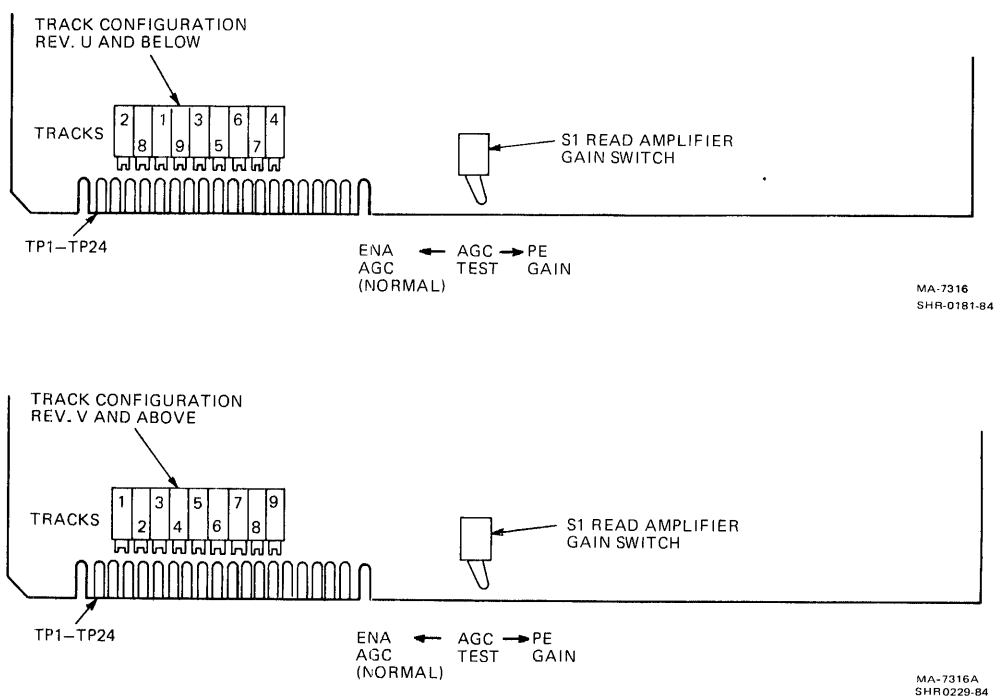 TRACK CONFIGURATION
REV. U AND BELOW
TRACKS
2 8 1 9 3 5 6 7 4
S1 READ AMPLIFIER
GAIN SWITCH
TP1–TP24
ENA ← AGC → PE
AGC TEST GAIN
(NORMAL)
MA-7316
SHR-0181-84
TRACK CONFIGURATION
REV. V AND ABOVE
TRACKS
1 2 3 4 5 6 7 8 9
S1 READ AMPLIFIER
GAIN SWITCH
TP1–TP24
ENA ← AGC → PE
AGC TEST GAIN
(NORMAL)
MA-7316A
SHR0229-84